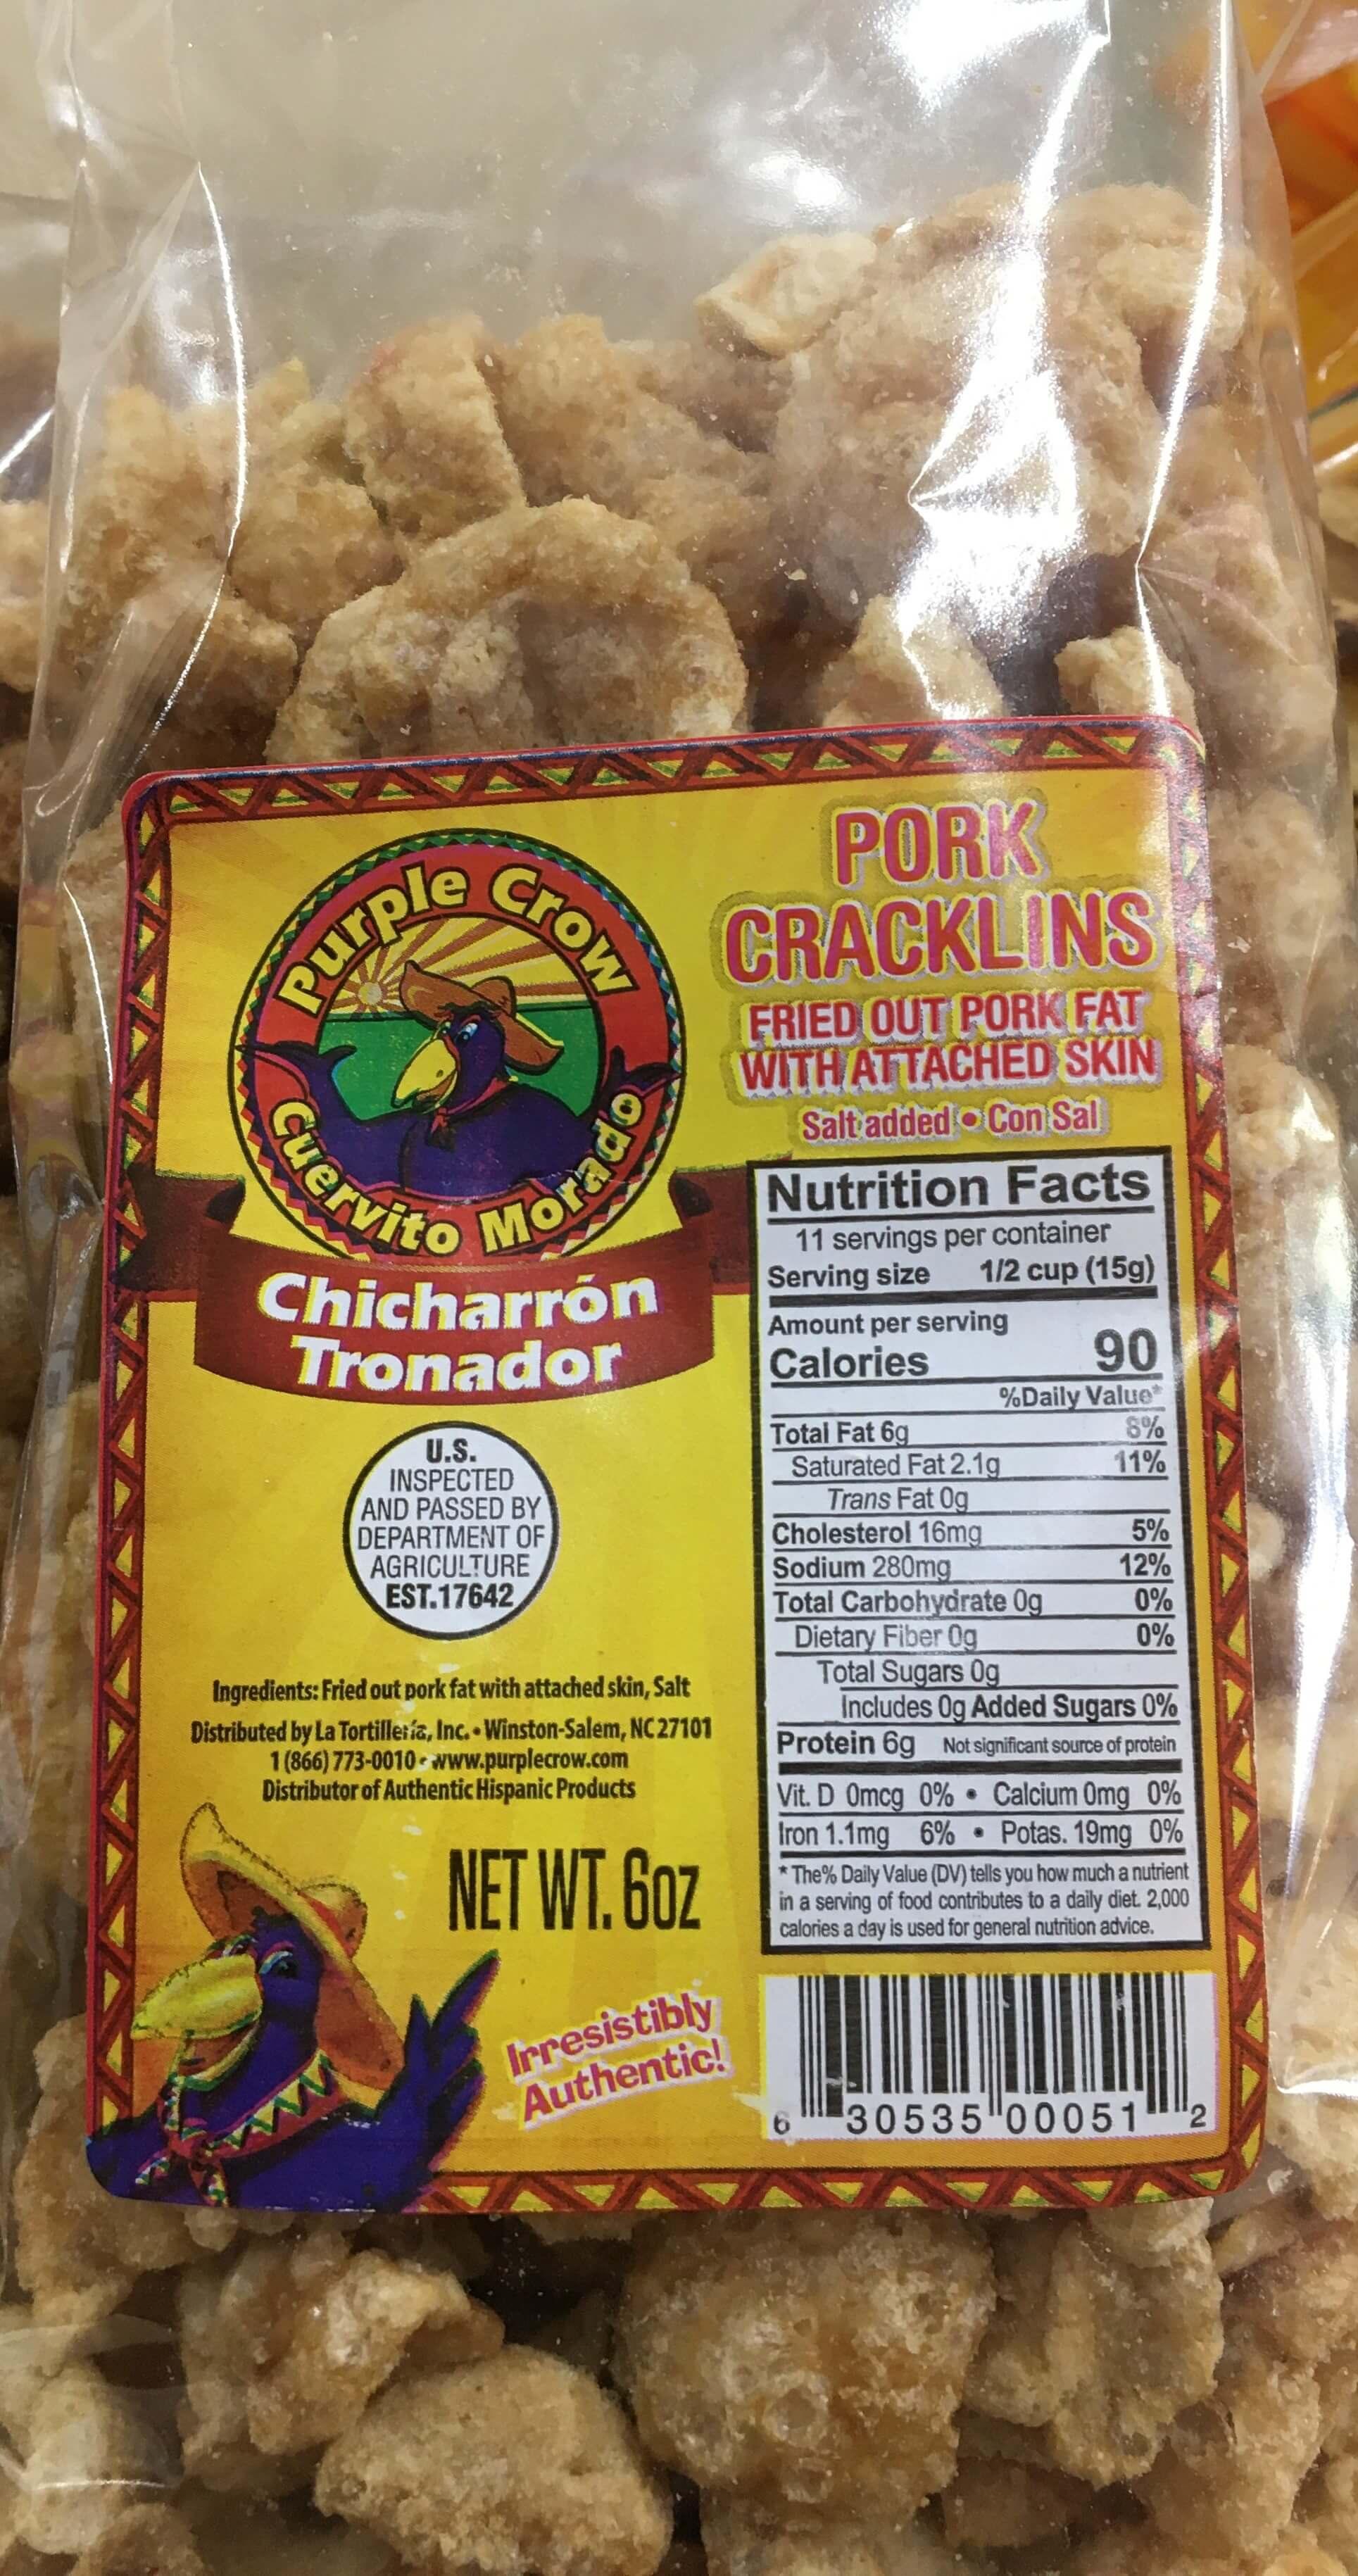 Purple Crow
Cuervito Morado
Chicharrón
Tronador
U.S.
INSPECTED
AND PASSED BY
DEPARTMENT OF
AGRICULTURE
EST.17642
Ingredients: Fried out pork fat with attached skin, Salt
Distributed by La Tortillería, Inc. • Winston-Salem, NC 27101
1 (866) 773-0010 • www.purplecrow.com
Distributor of Authentic Hispanic Products
NET WT. 6oz
Irresistibly
Authentic!
PORK
CRACKLINS
FRIED OUT PORK FAT
WITH ATTACHED SKIN
Salt added • Con Sal
Nutrition Facts
11 servings per container
Serving size 1/2 cup (15g)
Amount per serving
Calories 90
%Daily Value*
Total Fat 6g 8%
Saturated Fat 2.1g 11%
Trans Fat 0g
Cholesterol 16mg 5%
Sodium 280mg 12%
Total Carbohydrate 0g 0%
Dietary Fiber 0g 0%
Total Sugars 0g
Includes 0g Added Sugars 0%
Protein 6g Not significant source of protein
Vit. D 0mcg 0% • Calcium 0mg 0%
Iron 1.1mg 6% • Potas. 19mg 0%
* The% Daily Value (DV) tells you how much a nutrient
in a serving of food contributes to a daily diet. 2,000
calories a day is used for general nutrition advice.
6 30535 00051 2